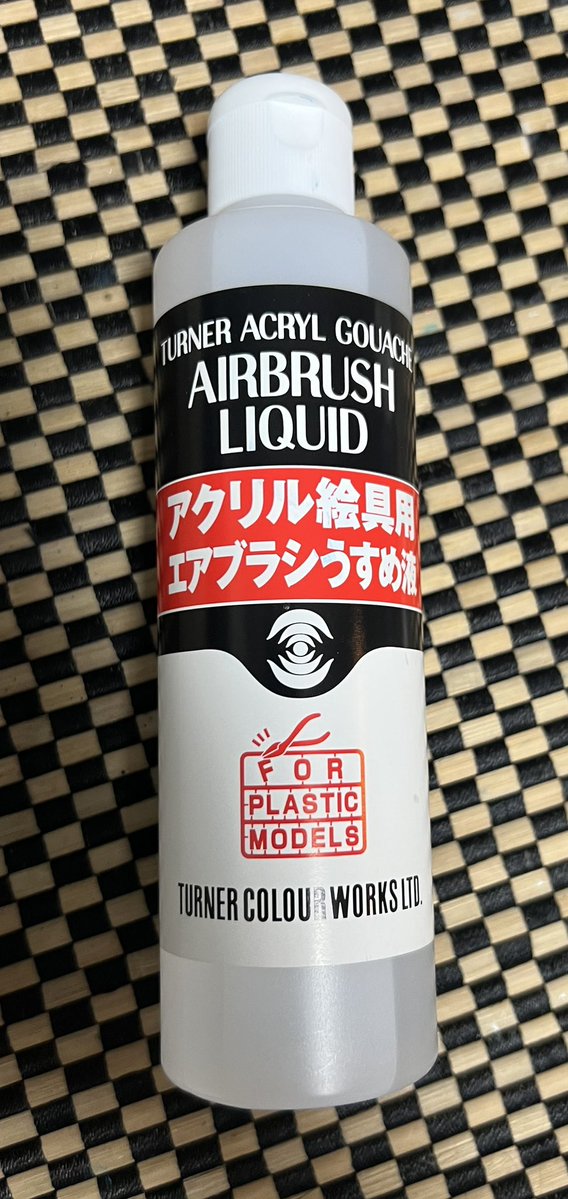 TURNER ACRYL GOUACHE
AIRBRUSH
LIQUID
アクリル絵具用
エアブラシうすめ液
FOR
PLASTIC
MODELS
TURNER COLOUR WORKS LTD.